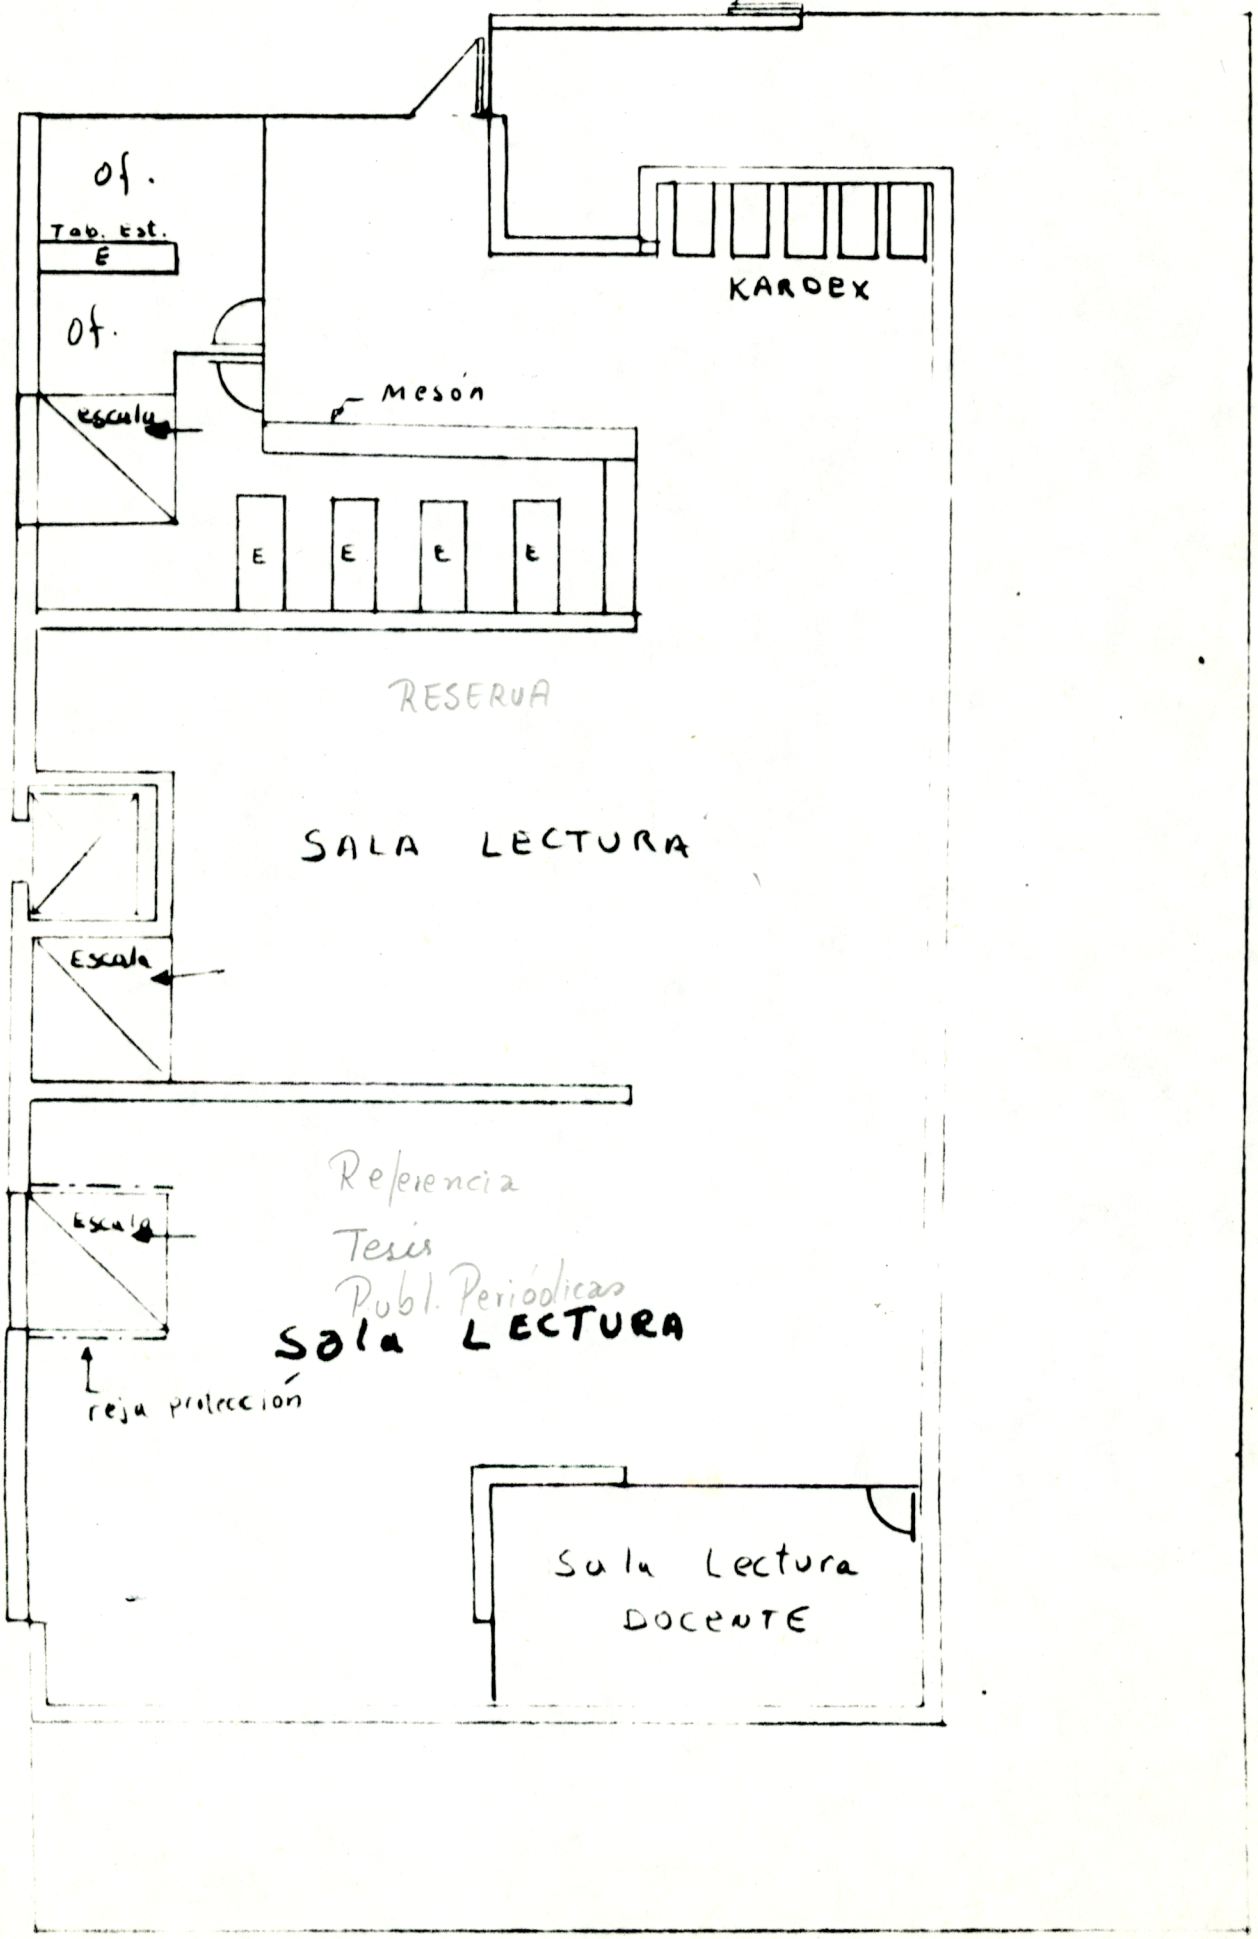 Of.
Tab. Est.
E
KARDEX
Of.
Mesón
escala
E E E E
RESERVA
SALA LECTURA
Escala
Referencia
Tesis
Escala
Publ. Periódicas
Sala LECTURA
reja protección
Sala Lectura
DOCENTE